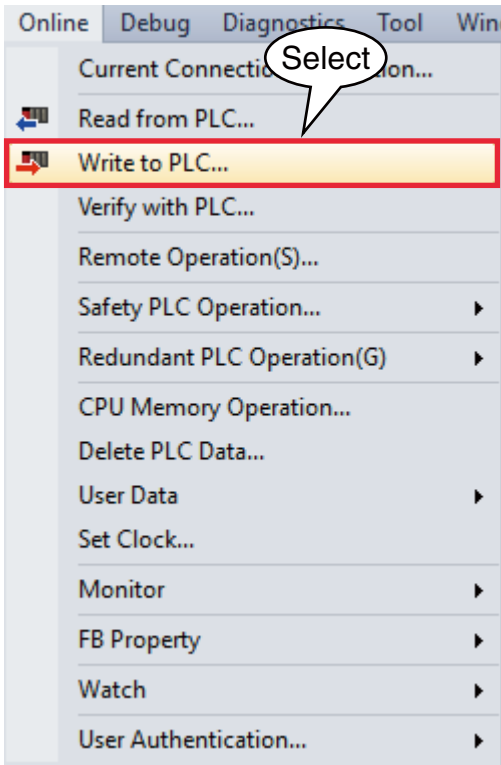 Online Debug Diagnostics Tool Win
Select
Current Connectio ion...
Read from PLC...
Write to PLC...
Verify with PLC...
Remote Operation(S)...
Safety PLC Operation...
Redundant PLC Operation(G)
CPU Memory Operation...
Delete PLC Data...
User Data
Set Clock...
Monitor
FB Property
Watch
User Authentication...